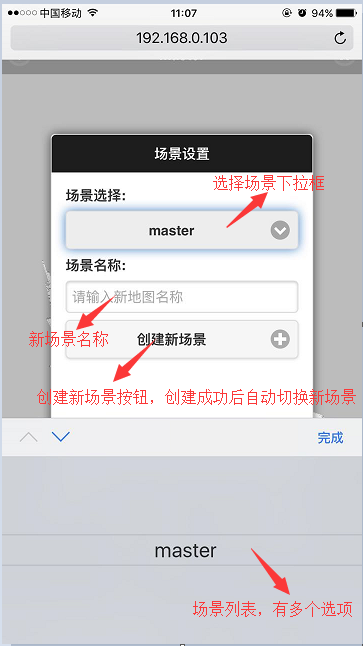 中国移动 11:07 94%
192.168.0.103
场景设置
场景选择:
选择场景下拉框
master
场景名称:
请输入新地图名称
新场景名称
创建新场景
创建新场景按钮，创建成功后自动切换新场景
完成
master
场景列表，有多个选项